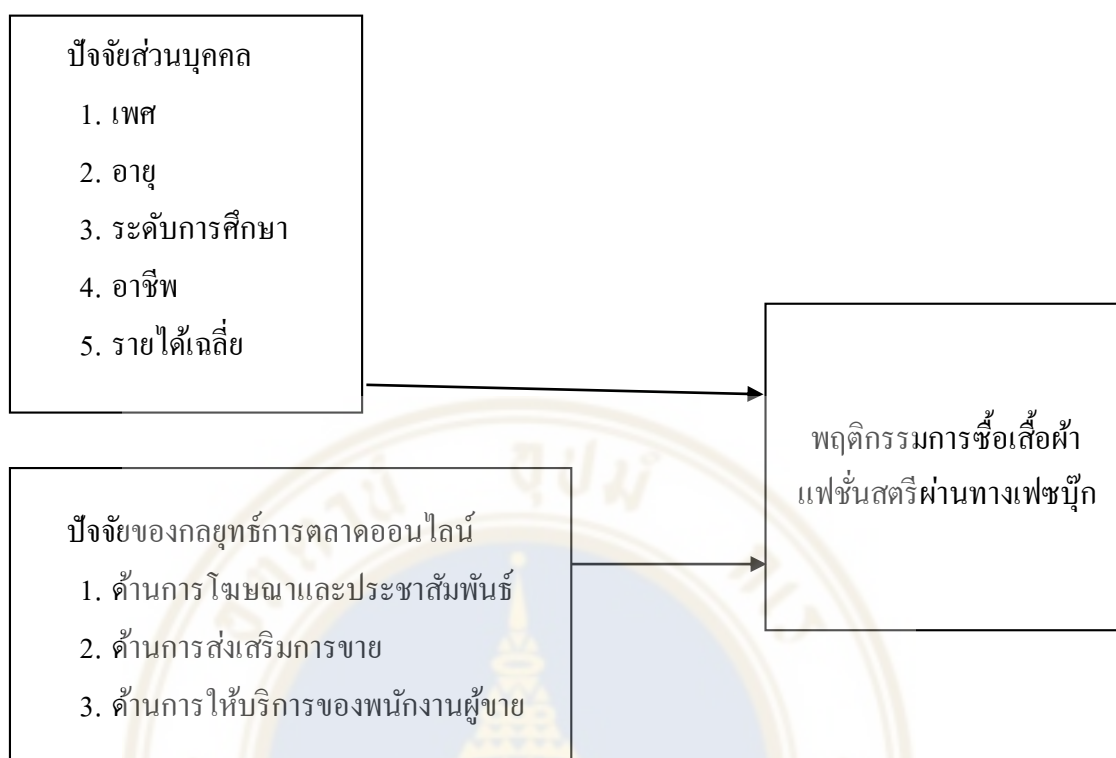 ปัจจัยส่วนบุคคล
1. เพศ
2. อายุ
3. ระดับการศึกษา
4. อาชีพ
5. รายได้เฉลี่ย
พฤติกรรมการซื้อเสื้อผ้า
แฟชั่นสตรีผ่านทางเฟซบุ๊ก
ปัจจัยของกลยุทธ์การตลาดออนไลน์
1. ด้านการโฆษณาและประชาสัมพันธ์
2. ด้านการส่งเสริมการขาย
3. ด้านการให้บริการของพนักงานผู้ขาย